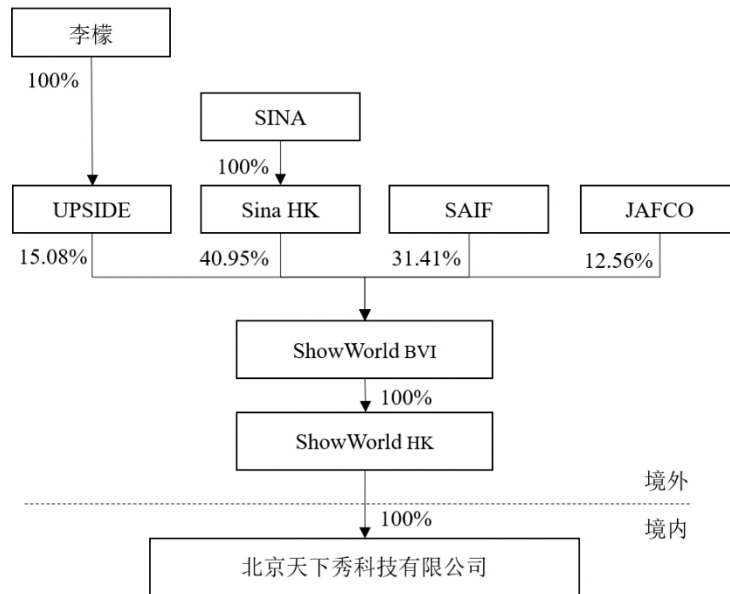 李檬
100%
SINA
100%
UPSIDE
Sina HK
SAIF
JAFCO
15.08%
40.95%
31.41%
12.56%
ShowWorld BVI
100%
ShowWorld HK
境外
100%
境内
北京天下秀科技有限公司